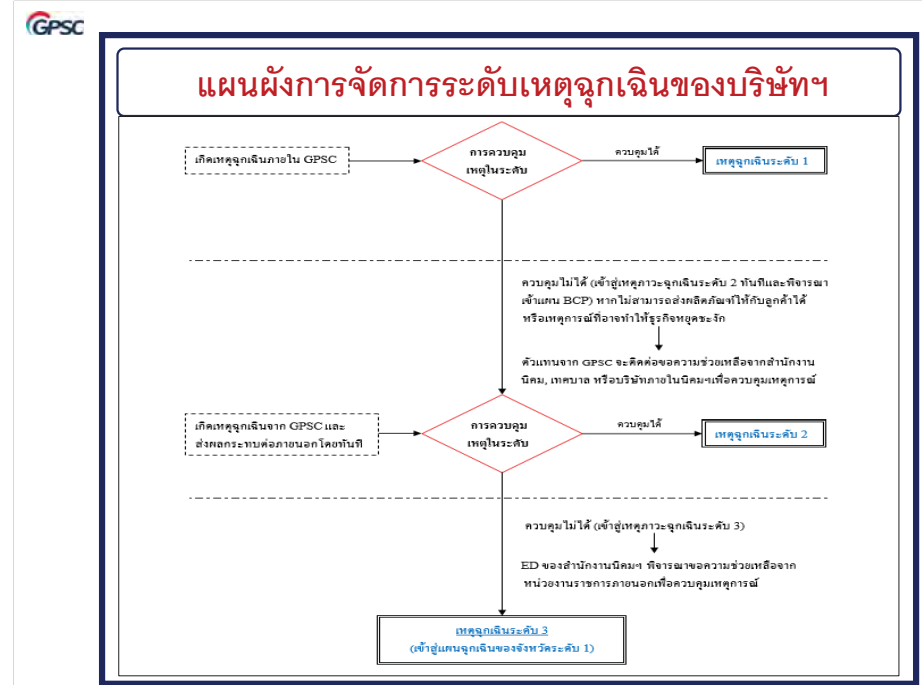 GPSC
แผนผังการจัดการระดับเหตุฉุกเฉินของบริษัทฯ
เกิดเหตุฉุกเฉินภายใน GPSC
การควบคุม
เหตุในระดับ
ควบคุมได้
เหตุฉุกเฉินระดับ 1
ควบคุมไม่ได้ (เข้าสู่เหตุภาวะฉุกเฉินระดับ 2 ทันทีและพิจารณา
เข้าแผน BCP) หากไม่สามารถส่งผลิตภัณฑ์ให้กับลูกค้าได้
หรือเหตุการณ์ที่อาจทำให้ธุรกิจหยุดชะงัก
ตัวแทนจาก GPSC จะติดต่อขอความช่วยเหลือจากสำนักงาน
นิคม, เทศบาล หรือบริษัทภายในนิคมฯเพื่อควบคุมเหตุการณ์
เกิดเหตุฉุกเฉินจาก GPSC และ
ส่งผลกระทบต่อภายนอกโดยทันที
การควบคุม
เหตุในระดับ
ควบคุมได้
เหตุฉุกเฉินระดับ 2
ควบคุมไม่ได้ (เข้าสู่เหตุภาวะฉุกเฉินระดับ 3)
ED ของสำนักงานนิคมฯ พิจารณาขอความช่วยเหลือจาก
หน่วยงานราชการภายนอกเพื่อควบคุมเหตุการณ์
เหตุฉุกเฉินระดับ 3
(เข้าสู่แผนฉุกเฉินของจังหวัดระดับ 1)